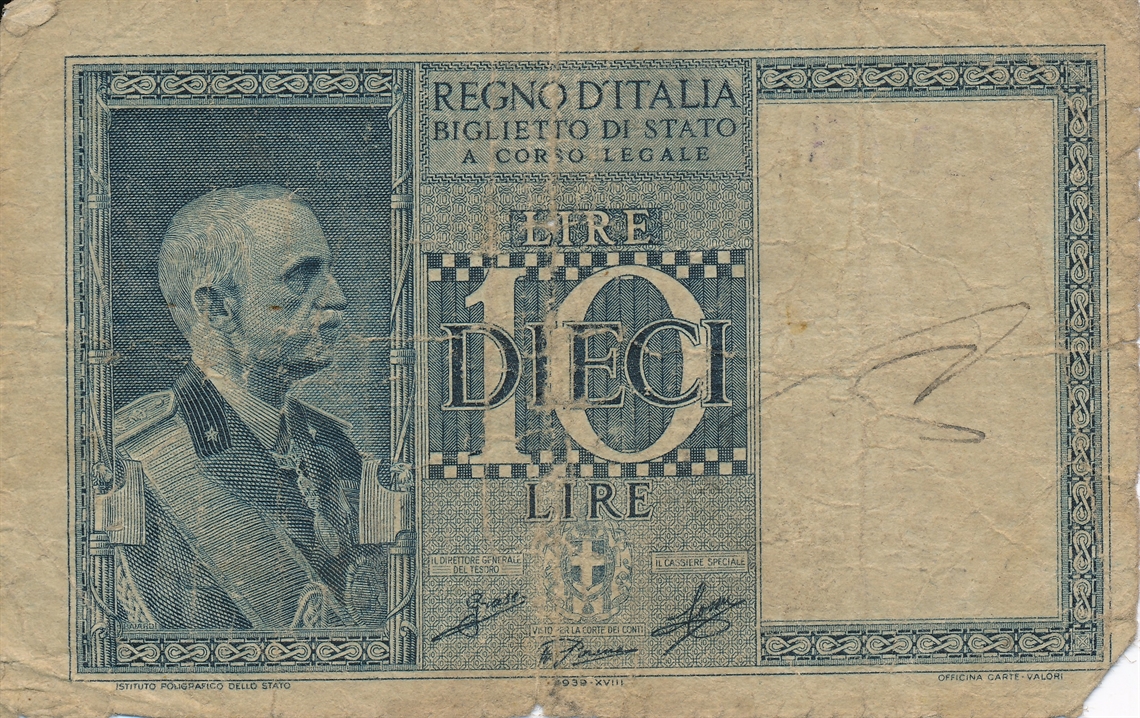 REGNO D'ITALIA
BIGLIETTO DI STATO
A CORSO LEGALE
LIRE
10
DIECI
LIRE
IL DIRETTORE GENERALE
DEL TESORO
IL CASSIERE SPECIALE
VISTO PER LA CORTE DEI CONTI
ISTITUTO POLIGRAFICO DELLO STATO
1939-XVIII
OFFICINA CARTE-VALORI